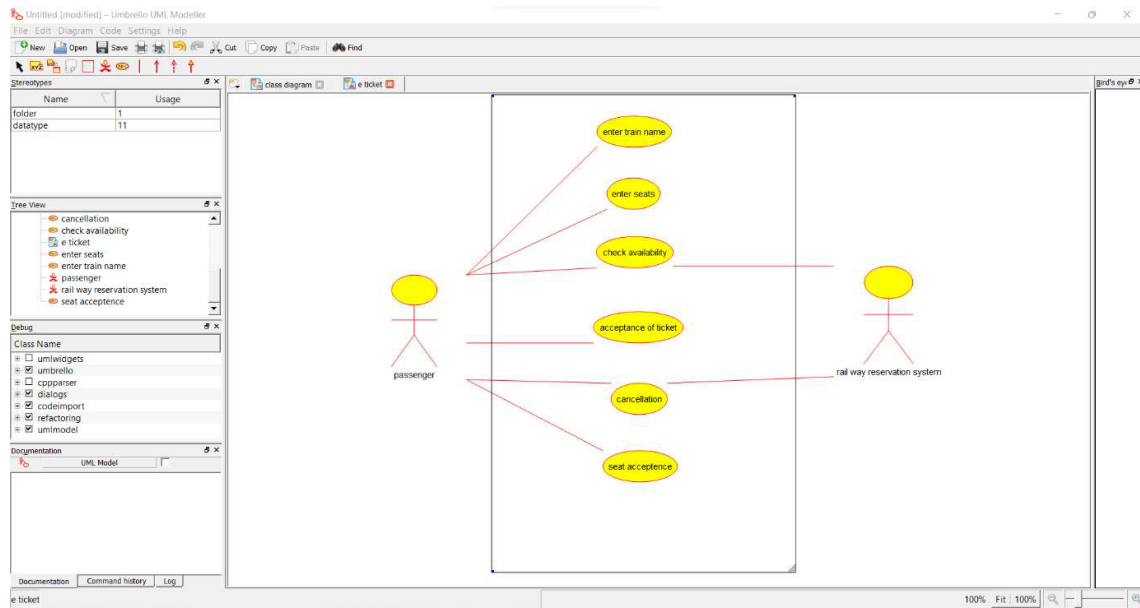 Untitled [modified] – Umbrello UML Modeller
File Edit Diagram Code Settings Help
New Open Save Cut Copy Paste Find
XYZ
Stereotypes
Name Usage
folder 1
datatype 11
Tree View
cancellation
check availability
e ticket
enter seats
enter train name
passenger
rail way reservation system
seat acceptence
Debug
Class Name
umlwidgets
umbrello
cppparser
dialogs
codeimport
refactoring
umlmodel
Documentation
UML Model
Documentation Command history Log
e ticket
class diagram e ticket
enter train name
enter seats
check availability
acceptance of ticket
passenger
rail way reservation system
cancellation
seat acceptence
Bird's ey
100% Fit 100%